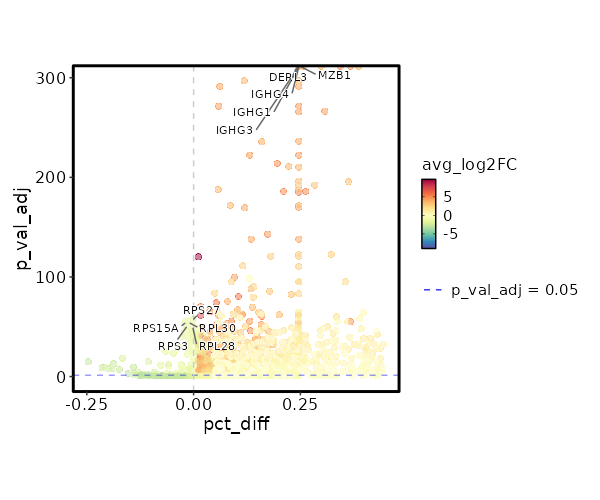 300
200
100
0
-0.25
0.00
0.25
pct_diff
p_val_adj
DERL3
MZB1
IGHG4
IGHG1
IGHG3
RPS27
RPS15A
RPL30
RPS3
RPL28
avg_log2FC
5
0
-5
p_val_adj = 0.05